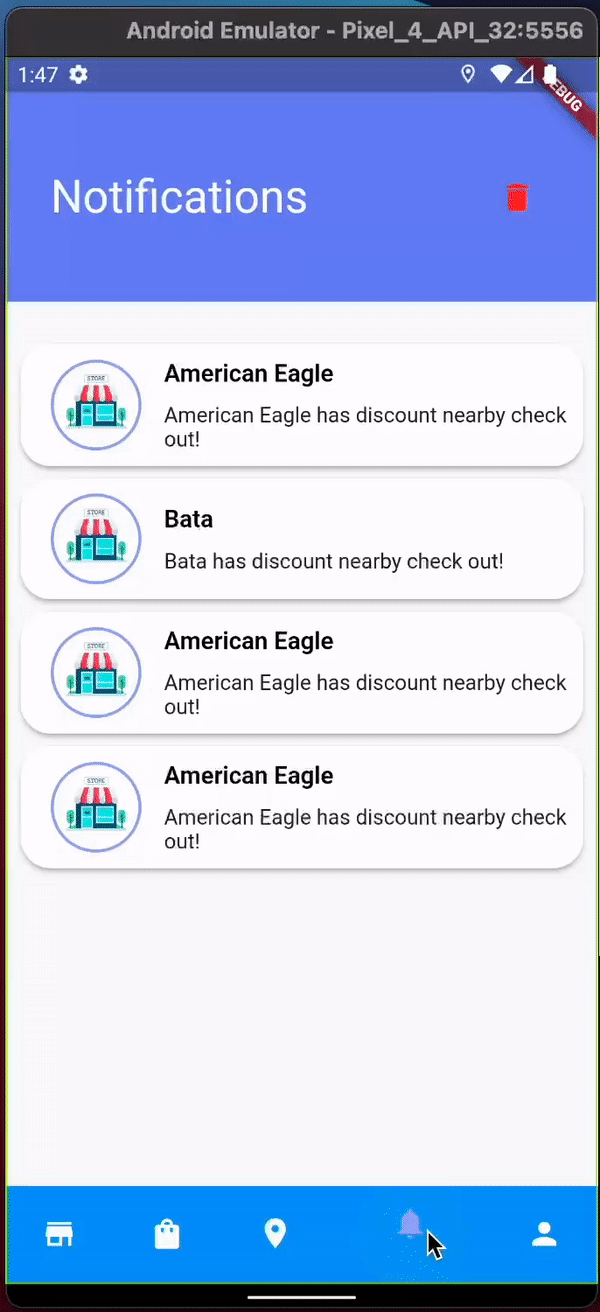 Android Emulator - Pixel_4_API_32:5556
1:47
EBUG
Notifications
STORE
American Eagle
American Eagle has discount nearby check
out!
STORE
Bata
Bata has discount nearby check out!
STORE
American Eagle
American Eagle has discount nearby check
out!
STORE
American Eagle
American Eagle has discount nearby check
out!